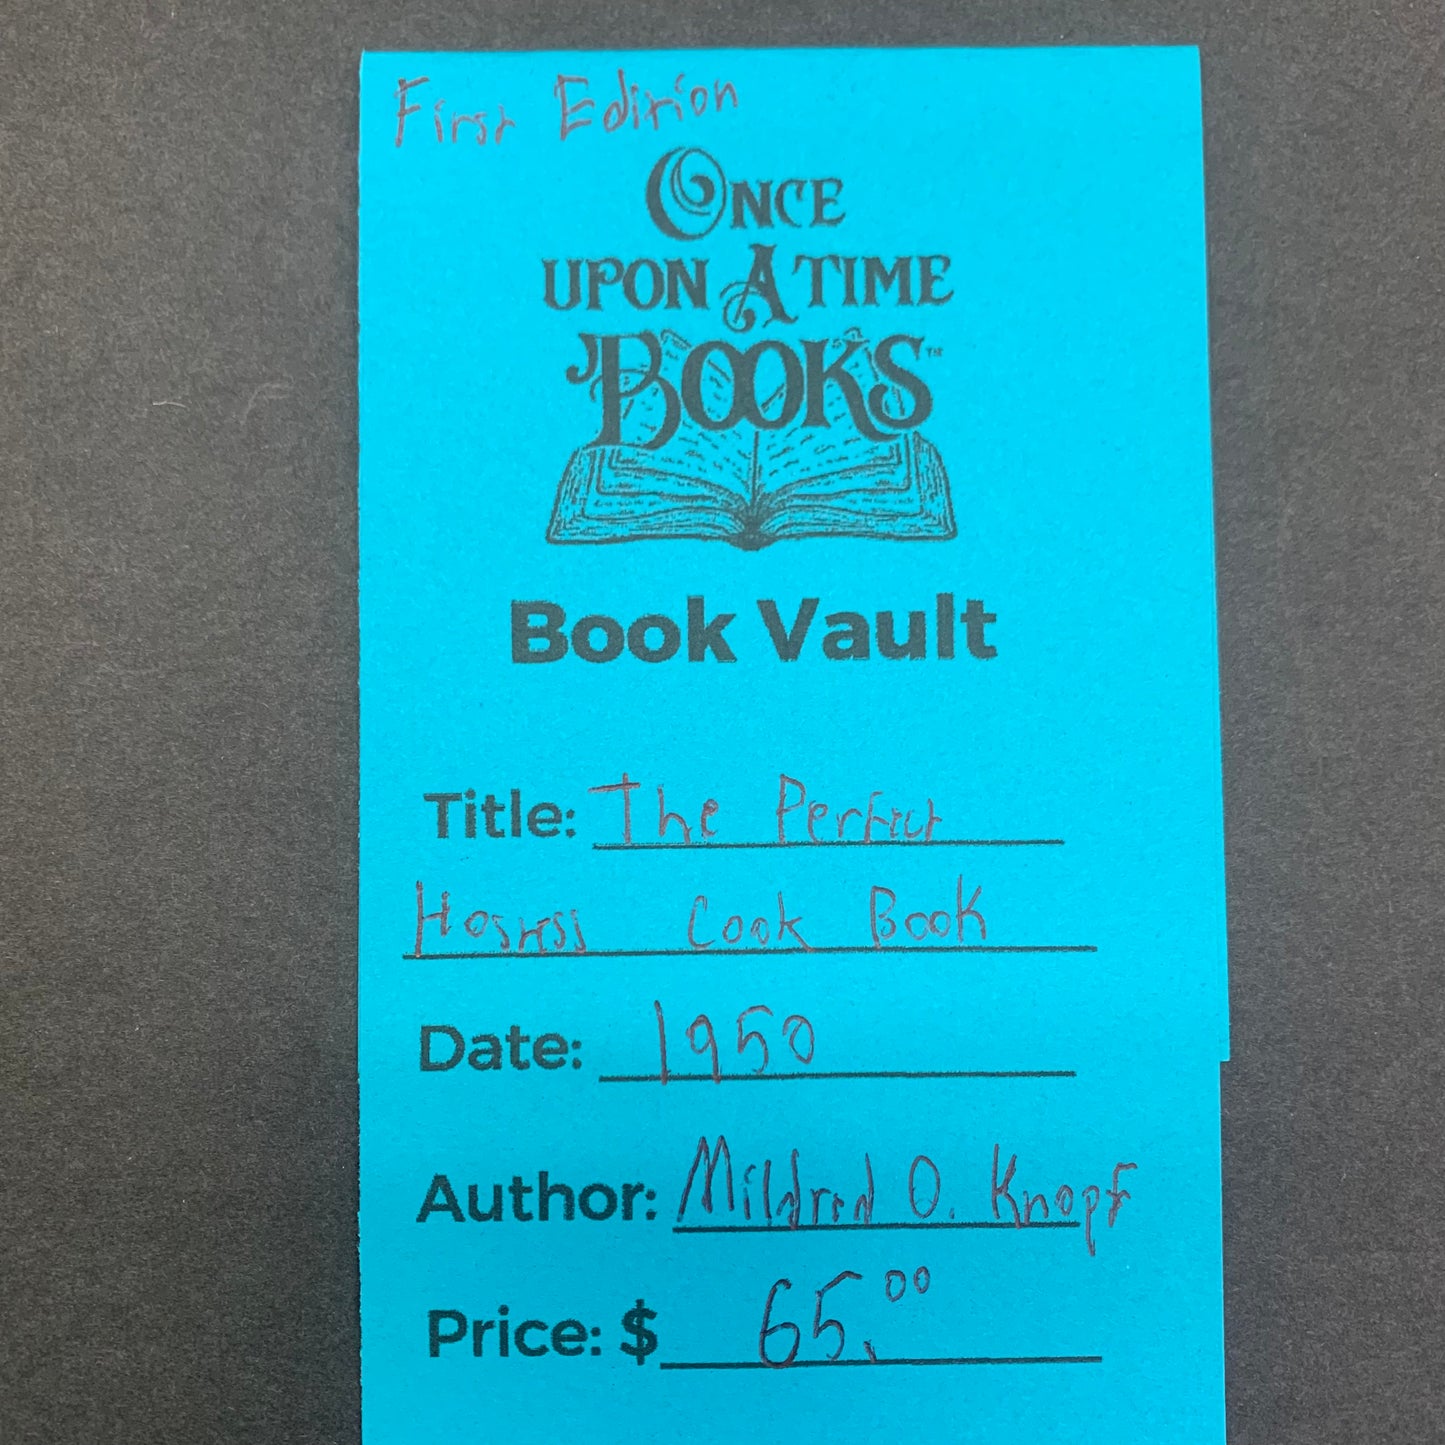 First Edition
ONCE
UPON A TIME
BOOKS™
Book Vault
Title: The Perfect
Hostess Cook Book
Date: 1950
Author: Mildred O. Knopf
Price: $ 65.00